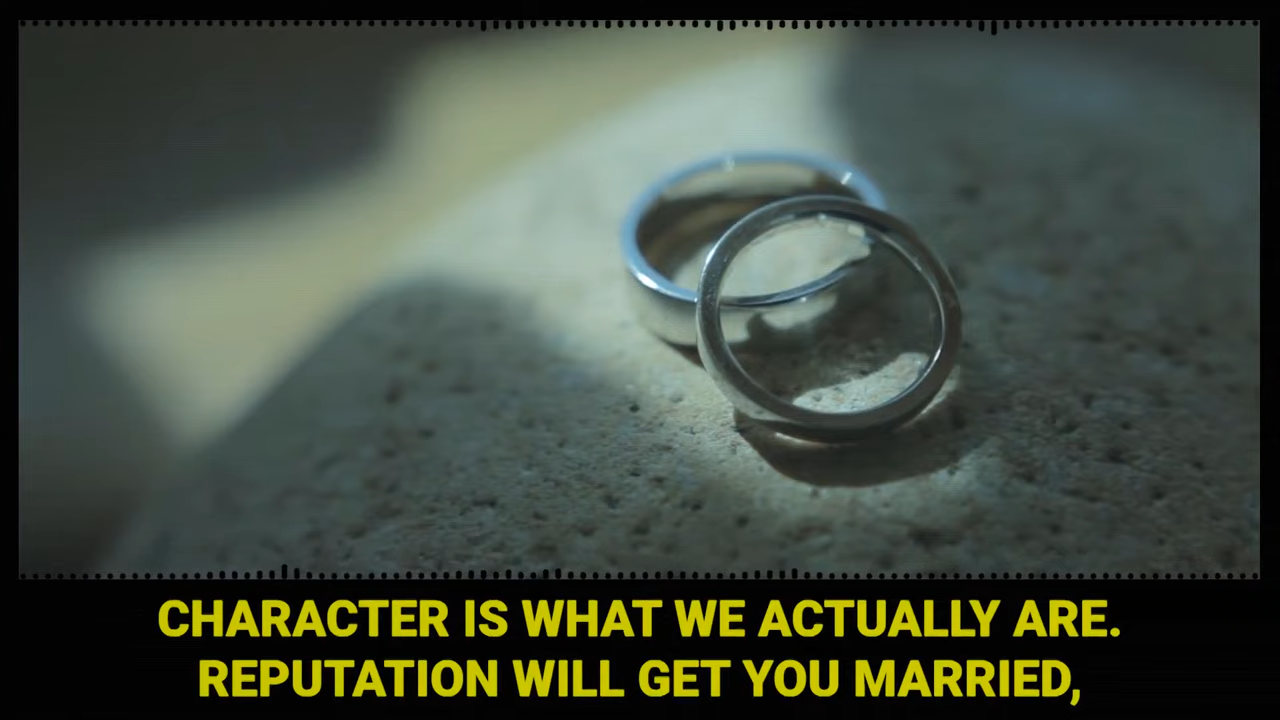 CHARACTER IS WHAT WE ACTUALLY ARE.
REPUTATION WILL GET YOU MARRIED,